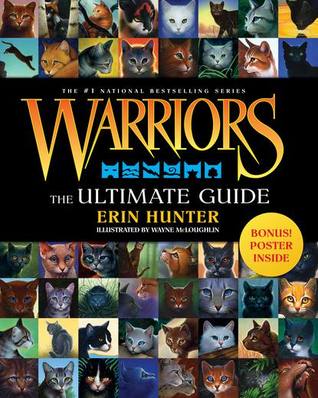 THE #1 NATIONAL BESTSELLING SERIES
WARRIORS
THE ULTIMATE GUIDE
ERIN HUNTER
ILLUSTRATED BY WAYNE McLOUGHLIN
BONUS!
POSTER
INSIDE